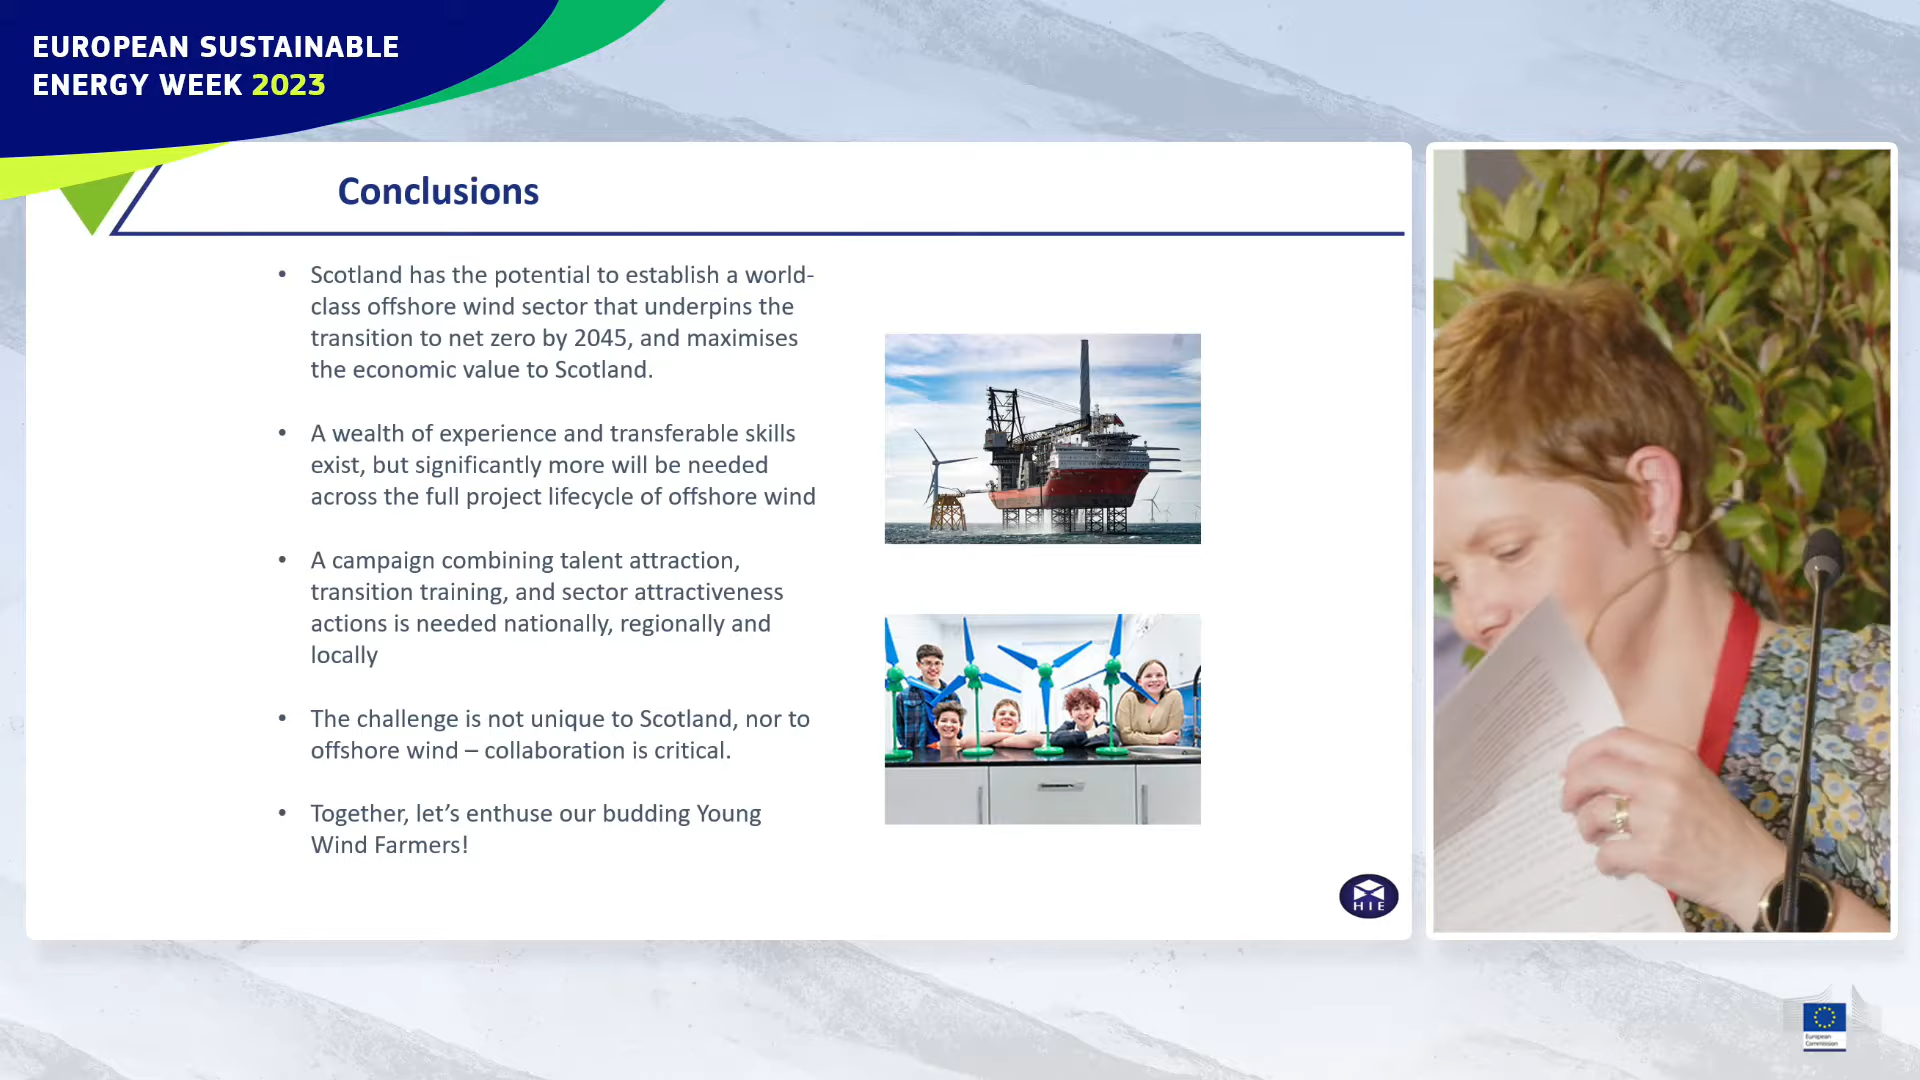 EUROPEAN SUSTAINABLE
ENERGY WEEK 2023
Conclusions
• Scotland has the potential to establish a world-
class offshore wind sector that underpins the
transition to net zero by 2045, and maximises
the economic value to Scotland.
• A wealth of experience and transferable skills
exist, but significantly more will be needed
across the full project lifecycle of offshore wind
• A campaign combining talent attraction,
transition training, and sector attractiveness
actions is needed nationally, regionally and
locally
• The challenge is not unique to Scotland, nor to
offshore wind – collaboration is critical.
• Together, let’s enthuse our budding Young
Wind Farmers!
HIE
European
Commission